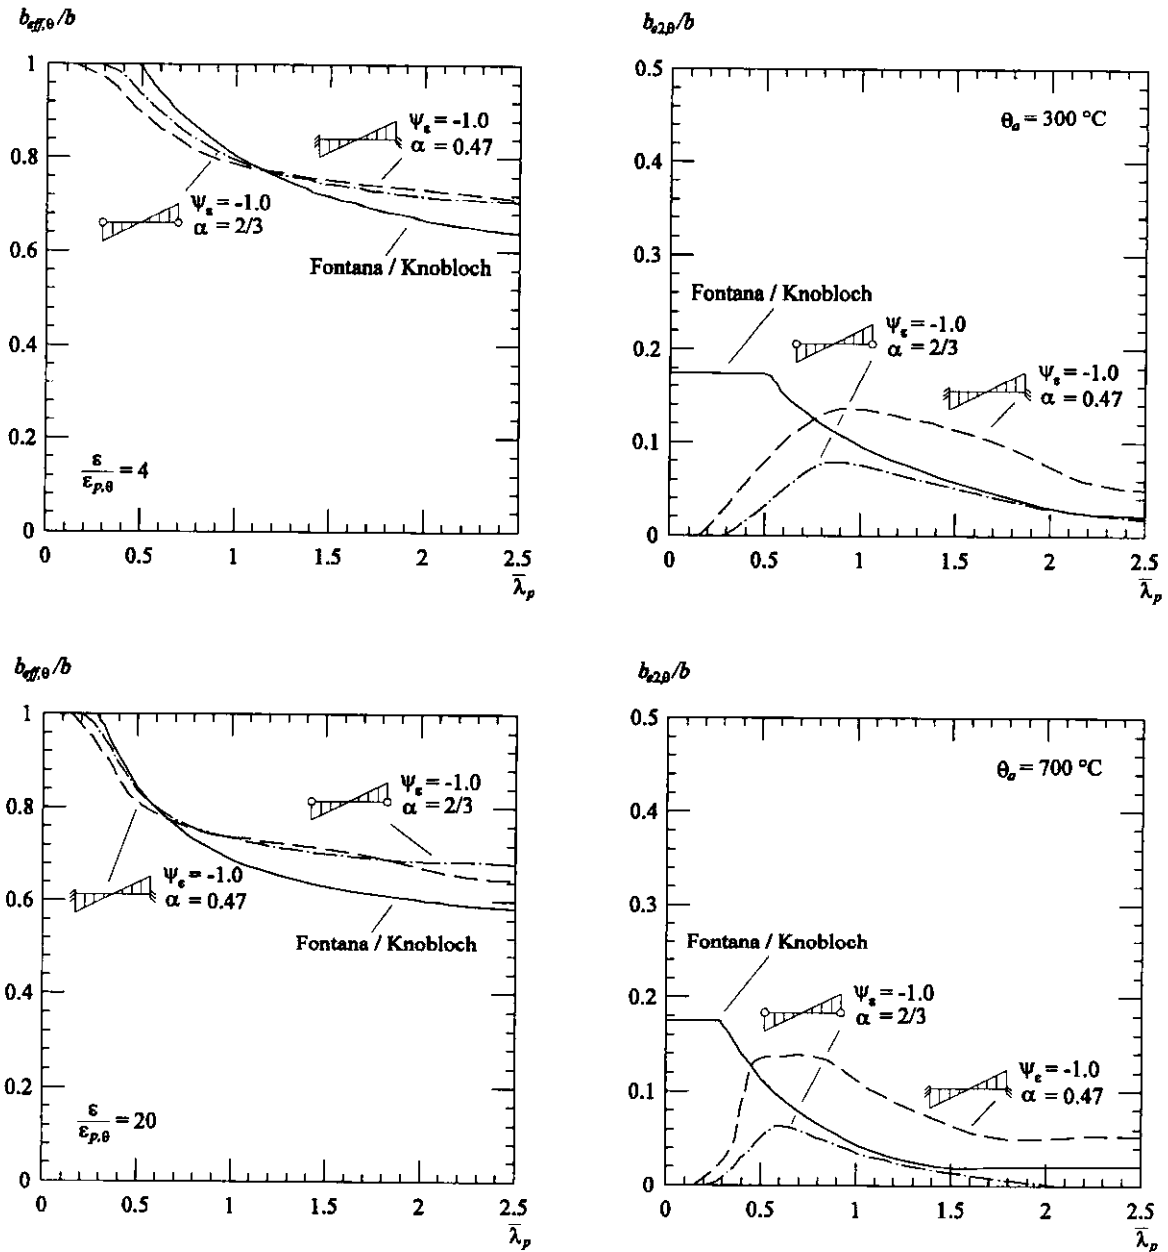 b_eff,θ/b
1
0.8
0.6
0.4
0.2
0
0
0.5
1
1.5
2
2.5
λ̅_p
ψ_ε = -1.0
α = 0.47
ψ_ε = -1.0
α = 2/3
Fontana / Knobloch
ε/ε_p,θ = 4
b_e2,θ/b
0.5
0.4
0.3
0.2
0.1
0
0
0.5
1
1.5
2
2.5
λ̅_p
θ_a = 300 °C
Fontana / Knobloch
ψ_ε = -1.0
α = 2/3
ψ_ε = -1.0
α = 0.47
b_eff,θ/b
1
0.8
0.6
0.4
0.2
0
0
0.5
1
1.5
2
2.5
λ̅_p
ψ_ε = -1.0
α = 2/3
ψ_ε = -1.0
α = 0.47
Fontana / Knobloch
ε/ε_p,θ = 20
b_e2,θ/b
0.5
0.4
0.3
0.2
0.1
0
0
0.5
1
1.5
2
2.5
λ̅_p
θ_a = 700 °C
Fontana / Knobloch
ψ_ε = -1.0
α = 2/3
ψ_ε = -1.0
α = 0.47